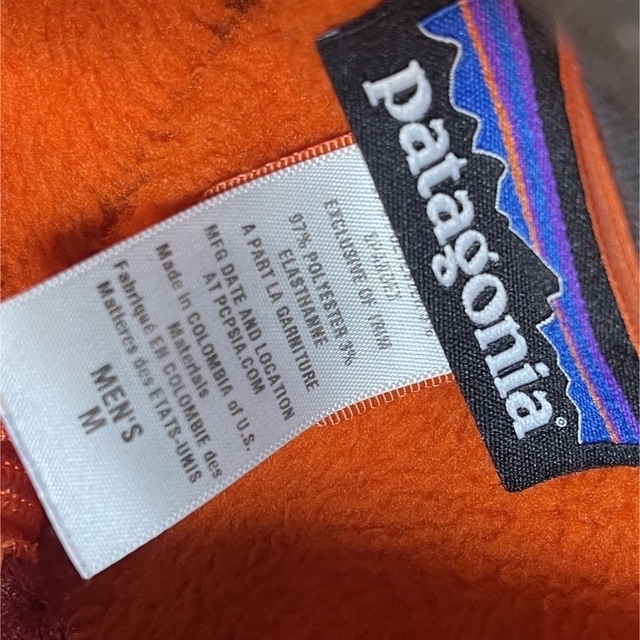 patagonia®
EXCLUSIVE OF TRIM
97% POLYESTER 3%
ELASTHANNE
A PART LA GARNITURE
MFG DATE AND LOCATION
AT PCPSIA.COM
Made in COLOMBIA of U.S.
Materials
Fabriqué EN COLOMBIE des
Matieres des ETATS-UNIS
MEN'S
M